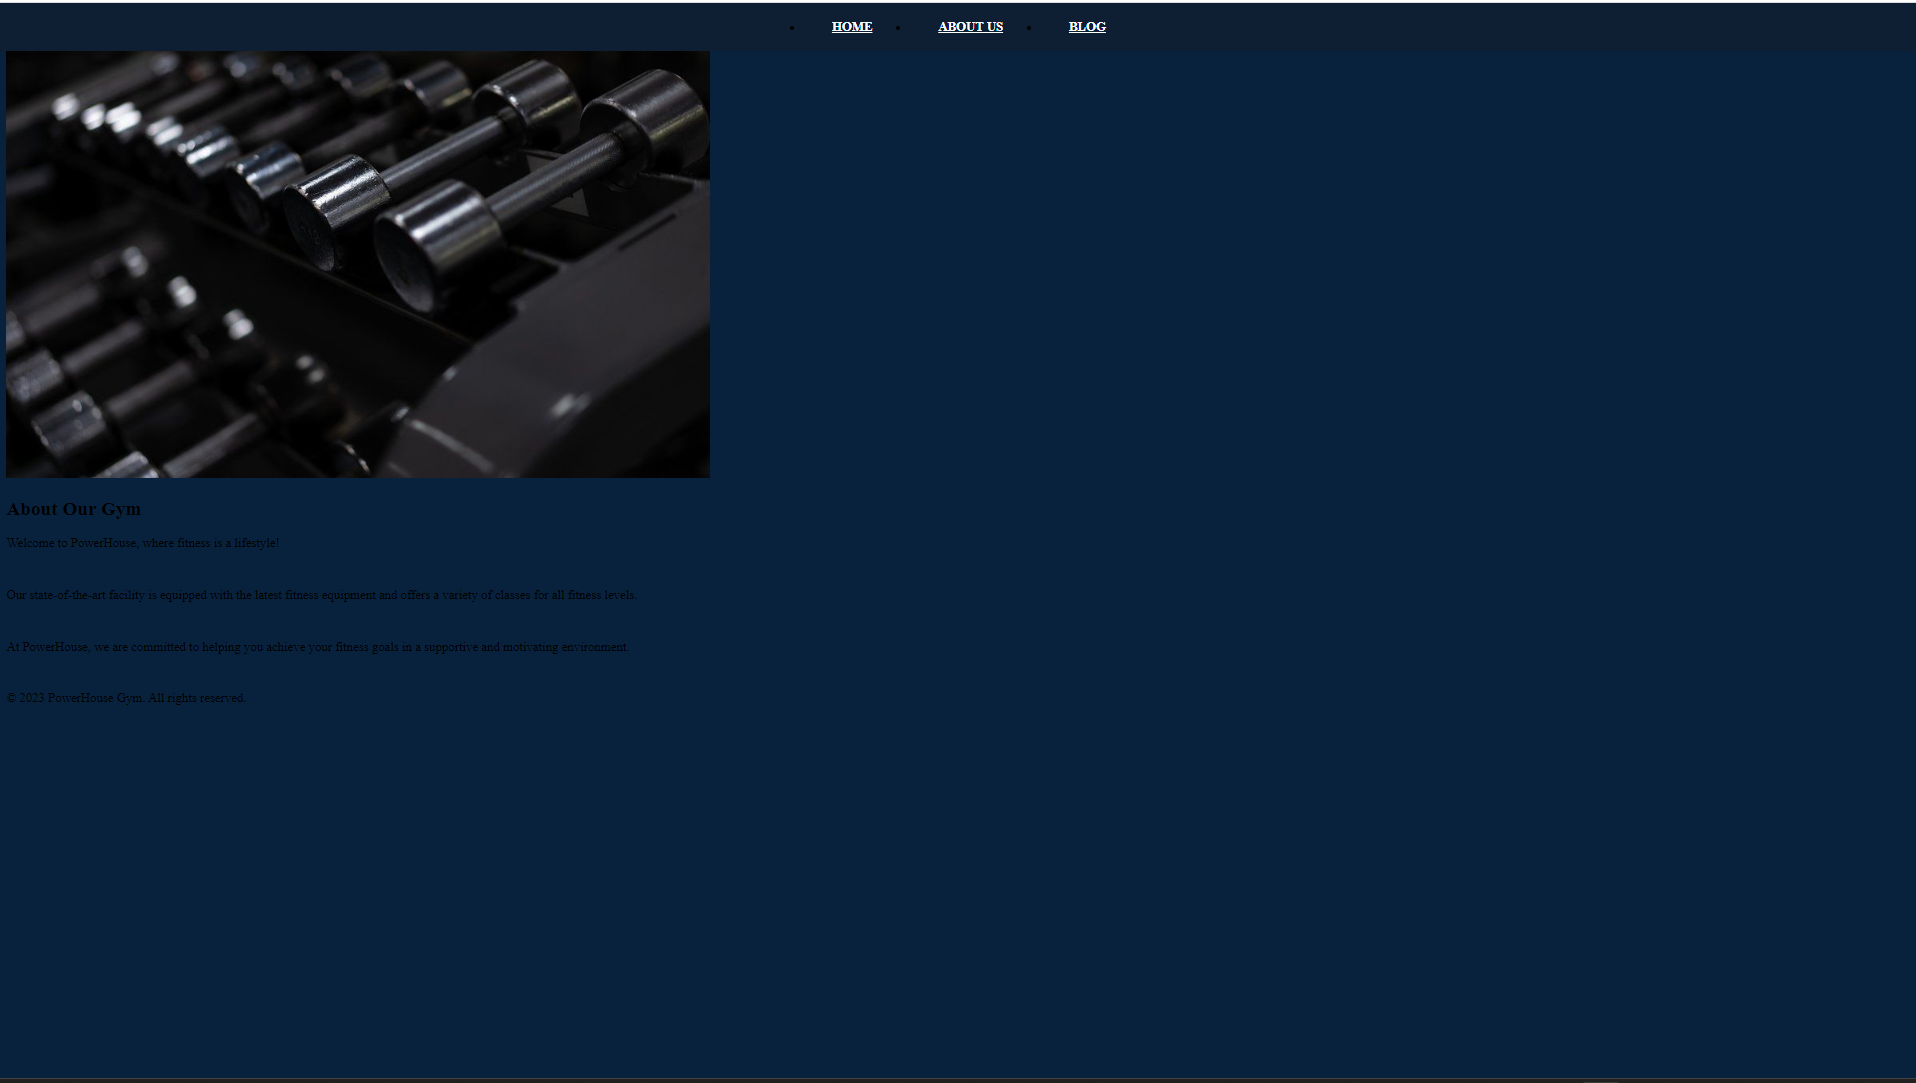 HOME
ABOUT US
BLOG
About Our Gym
Welcome to PowerHouse, where fitness is a lifestyle!
Our state-of-the-art facility is equipped with the latest fitness equipment and offers a variety of classes for all fitness levels.
At PowerHouse, we are committed to helping you achieve your fitness goals in a supportive and motivating environment.
© 2023 PowerHouse Gym. All rights reserved.